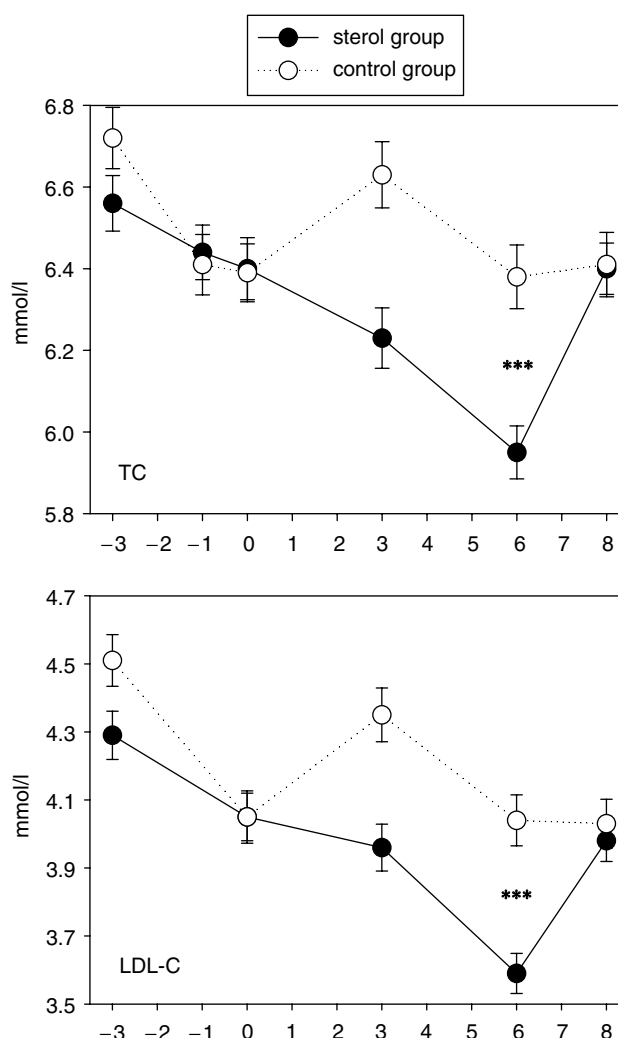 sterol group
control group
6.8
6.6
6.4
6.2
6.0
5.8
mmol/l
***
TC
−3 −2 −1 0 1 2 3 4 5 6 7 8
4.7
4.5
4.3
4.1
3.9
3.7
3.5
mmol/l
***
LDL-C
−3 −2 −1 0 1 2 3 4 5 6 7 8